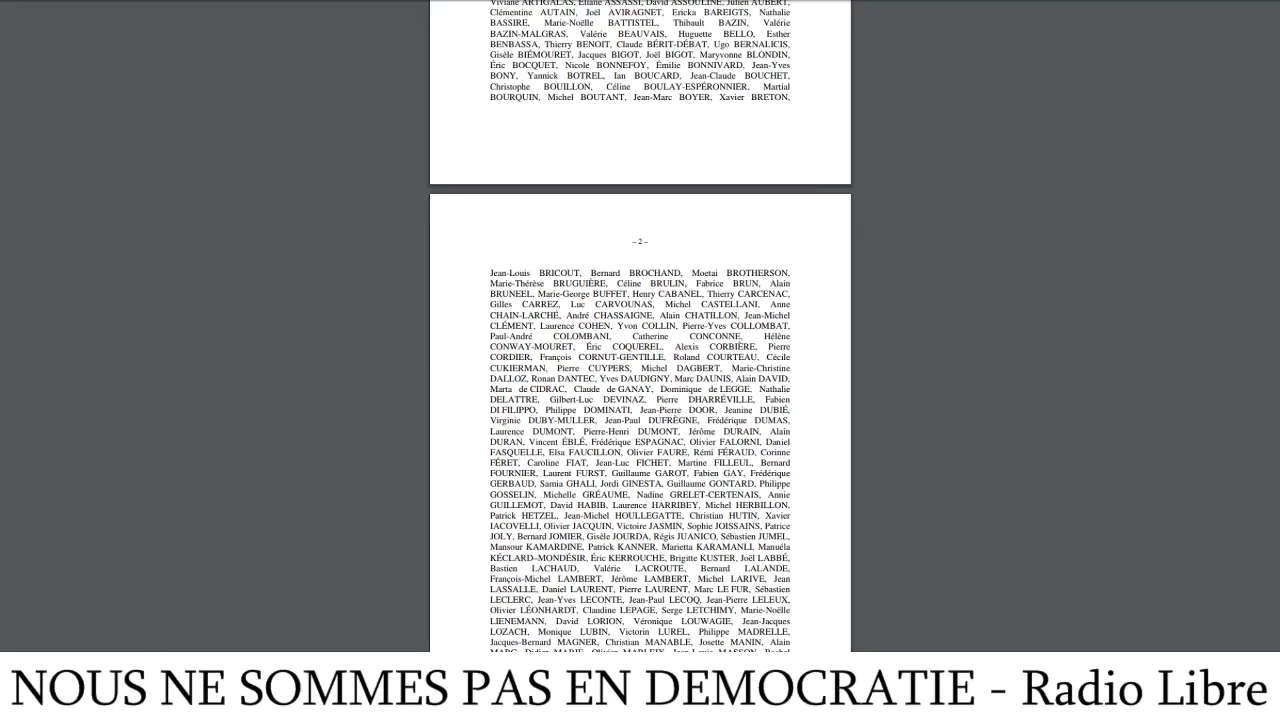 Viviane ARTIGALAS, Éliane ASSASSI, David ASSOULINE, Julien AUBERT,
Clémentine AUTAIN, Joël AVIRAGNET, Ericka BAREIGTS, Nathalie
BASSIRE, Marie-Noëlle BATTISTEL, Thibault BAZIN, Valérie
BAZIN-MALGRAS, Valérie BEAUVAIS, Huguette BELLO, Esther
BENBASSA, Thierry BENOIT, Claude BÉRIT-DÉBAT, Ugo BERNALICIS,
Gisèle BIÉMOURET, Jacques BIGOT, Joël BIGOT, Maryvonne BLONDIN,
Éric BOCQUET, Nicole BONNEFOY, Émilie BONNIVARD, Jean-Yves
BONY, Yannick BOTREL, Ian BOUCARD, Jean-Claude BOUCHET,
Christophe BOUILLON, Céline BOULAY-ESPÉRONNIER, Martial
BOURQUIN, Michel BOUTANT, Jean-Marc BOYER, Xavier BRETON,
– 2 –
Jean-Louis BRICOUT, Bernard BROCHAND, Moetai BROTHERSON,
Marie-Thérèse BRUGUIÈRE, Céline BRULIN, Fabrice BRUN, Alain
BRUNEEL, Marie-George BUFFET, Henry CABANEL, Thierry CARCENAC,
Gilles CARREZ, Luc CARVOUNAS, Michel CASTELLANI, Anne
CHAIN-LARCHÉ, André CHASSAIGNE, Alain CHATILLON, Jean-Michel
CLÉMENT, Laurence COHEN, Yvon COLLIN, Pierre-Yves COLLOMBAT,
Paul-André COLOMBANI, Catherine CONCONNE, Hélène
CONWAY-MOURET, Éric COQUEREL, Alexis CORBIÈRE, Pierre
CORDIER, François CORNUT-GENTILLE, Roland COURTEAU, Cécile
CUKIERMAN, Pierre CUYPERS, Michel DAGBERT, Marie-Christine
DALLOZ, Ronan DANTEC, Yves DAUDIGNY, Marc DAUNIS, Alain DAVID,
Marta de CIDRAC, Claude de GANAY, Dominique de LEGGE, Nathalie
DELATTRE, Gilbert-Luc DEVINAZ, Pierre DHARRÉVILLE, Fabien
DI FILIPPO, Philippe DOMINATI, Jean-Pierre DOOR, Jeanine DUBIÉ,
Virginie DUBY-MULLER, Jean-Paul DUFRÈGNE, Frédérique DUMAS,
Laurence DUMONT, Pierre-Henri DUMONT, Jérôme DURAIN, Alain
DURAN, Vincent ÉBLÉ, Frédérique ESPAGNAC, Olivier FALORNI, Daniel
FASQUELLE, Elsa FAUCILLON, Olivier FAURE, Rémi FÉRAUD, Corinne
FÉRET, Caroline FIAT, Jean-Luc FICHET, Martine FILLEUL, Bernard
FOURNIER, Laurent FURST, Guillaume GAROT, Fabien GAY, Frédérique
GERBAUD, Samia GHALI, Jordi GINESTA, Guillaume GONTARD, Philippe
GOSSELIN, Michelle GRÉAUME, Nadine GRELET-CERTENAIS, Annie
GUILLEMOT, David HABIB, Laurence HARRIBEY, Michel HERBILLON,
Patrick HETZEL, Jean-Michel HOULLEGATTE, Christian HUTIN, Xavier
IACOVELLI, Olivier JACQUIN, Victoire JASMIN, Sophie JOISSAINS, Patrice
JOLY, Bernard JOMIER, Gisèle JOURDA, Régis JUANICO, Sébastien JUMEL,
Mansour KAMARDINE, Patrick KANNER, Marietta KARAMANLI, Manuéla
KÉCLARD–MONDÉSIR, Éric KERROUCHE, Brigitte KUSTER, Joël LABBÉ,
Bastien LACHAUD, Valérie LACROUTE, Bernard LALANDE,
François-Michel LAMBERT, Jérôme LAMBERT, Michel LARIVE, Jean
LASSALLE, Daniel LAURENT, Pierre LAURENT, Marc LE FUR, Sébastien
LECLERC, Jean-Yves LECONTE, Jean-Paul LECOQ, Jean-Pierre LELEUX,
Olivier LÉONHARDT, Claudine LEPAGE, Serge LETCHIMY, Marie-Noëlle
LIENEMANN, David LORION, Véronique LOUWAGIE, Jean-Jacques
LOZACH, Monique LUBIN, Victorin LUREL, Philippe MADRELLE,
Jacques-Bernard MAGNER, Christian MANABLE, Josette MANIN, Alain
MARC, Didier MARIE, Olivier MARLEIX, Jean-Louis MASSON, Rachel
NOUS NE SOMMES PAS EN DEMOCRATIE - Radio Libre